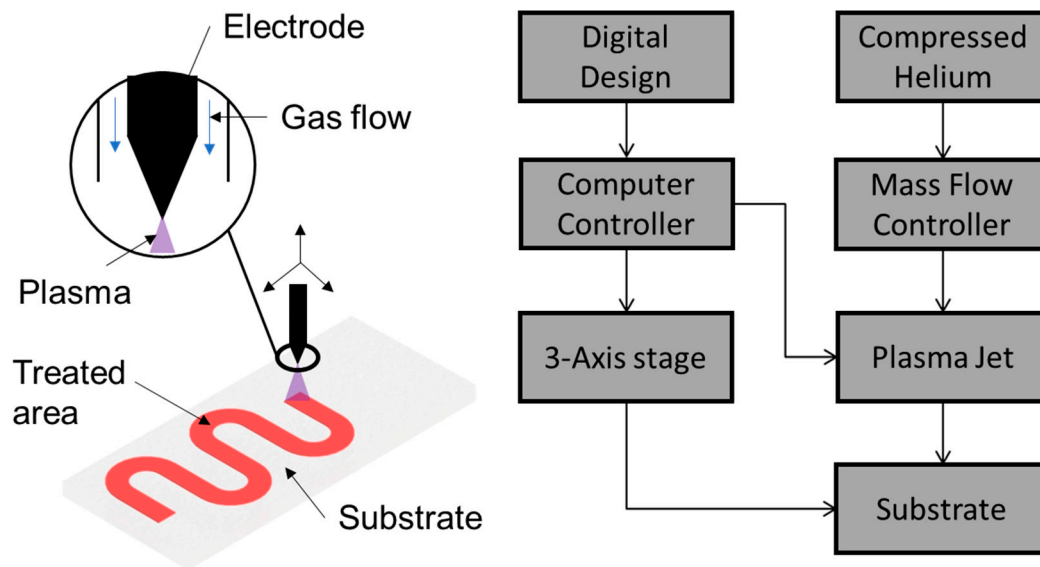 Electrode
Gas flow
Plasma
Treated
area
Substrate
Digital
Design
Compressed
Helium
Computer
Controller
Mass Flow
Controller
3-Axis stage
Plasma Jet
Substrate